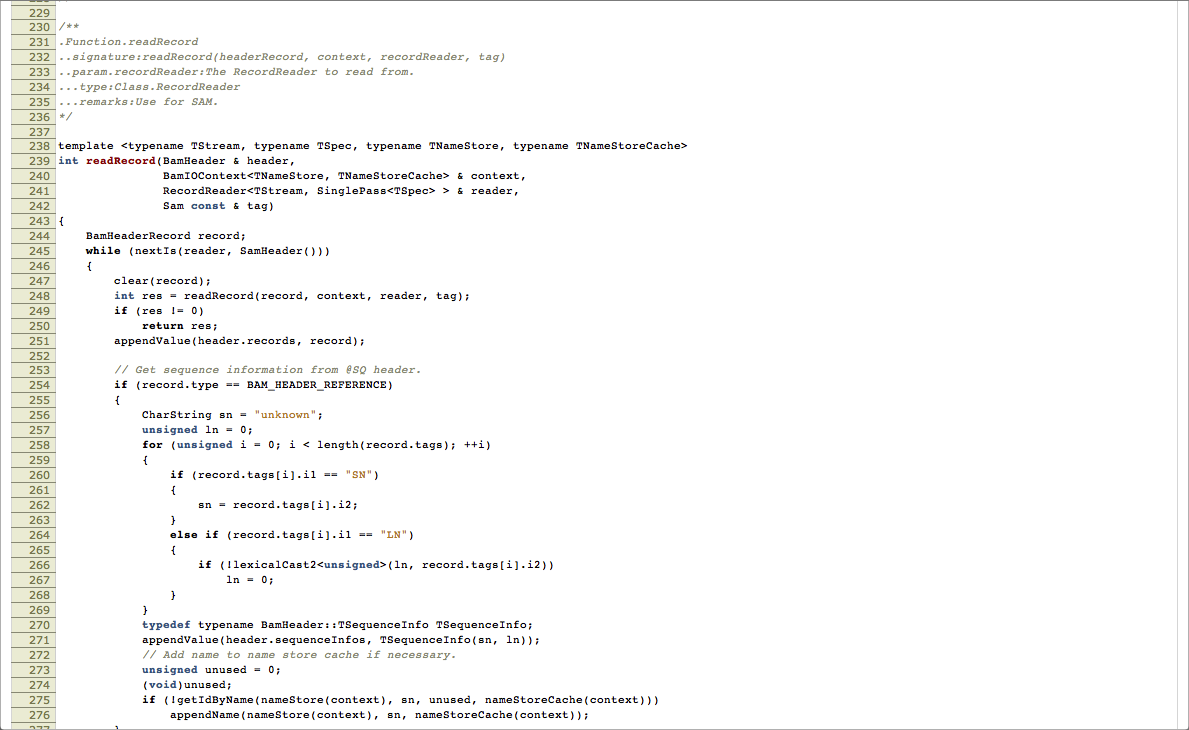 229
230 /**
231 .Function.readRecord
232 ..signature:readRecord(headerRecord, context, recordReader, tag)
233 ..param.recordReader:The RecordReader to read from.
234 ...type:Class.RecordReader
235 ...remarks:Use for SAM.
236 */
237
238 template <typename TStream, typename TSpec, typename TNameStore, typename TNameStoreCache>
239 int readRecord(BamHeader & header,
240                BamIOContext<TNameStore, TNameStoreCache> & context,
241                RecordReader<TStream, SinglePass<TSpec> > & reader,
242                Sam const & tag)
243 {
244     BamHeaderRecord record;
245     while (nextIs(reader, SamHeader()))
246     {
247         clear(record);
248         int res = readRecord(record, context, reader, tag);
249         if (res != 0)
250             return res;
251         appendValue(header.records, record);
252
253         // Get sequence information from @SQ header.
254         if (record.type == BAM_HEADER_REFERENCE)
255         {
256             CharString sn = "unknown";
257             unsigned ln = 0;
258             for (unsigned i = 0; i < length(record.tags); ++i)
259             {
260                 if (record.tags[i].i1 == "SN")
261                 {
262                     sn = record.tags[i].i2;
263                 }
264                 else if (record.tags[i].i1 == "LN")
265                 {
266                     if (!lexicalCast2<unsigned>(ln, record.tags[i].i2))
267                         ln = 0;
268                 }
269             }
270             typedef typename BamHeader::TSequenceInfo TSequenceInfo;
271             appendValue(header.sequenceInfos, TSequenceInfo(sn, ln));
272             // Add name to name store cache if necessary.
273             unsigned unused = 0;
274             (void)unused;
275             if (!getIdByName(nameStore(context), sn, unused, nameStoreCache(context)))
276                 appendName(nameStore(context), sn, nameStoreCache(context));